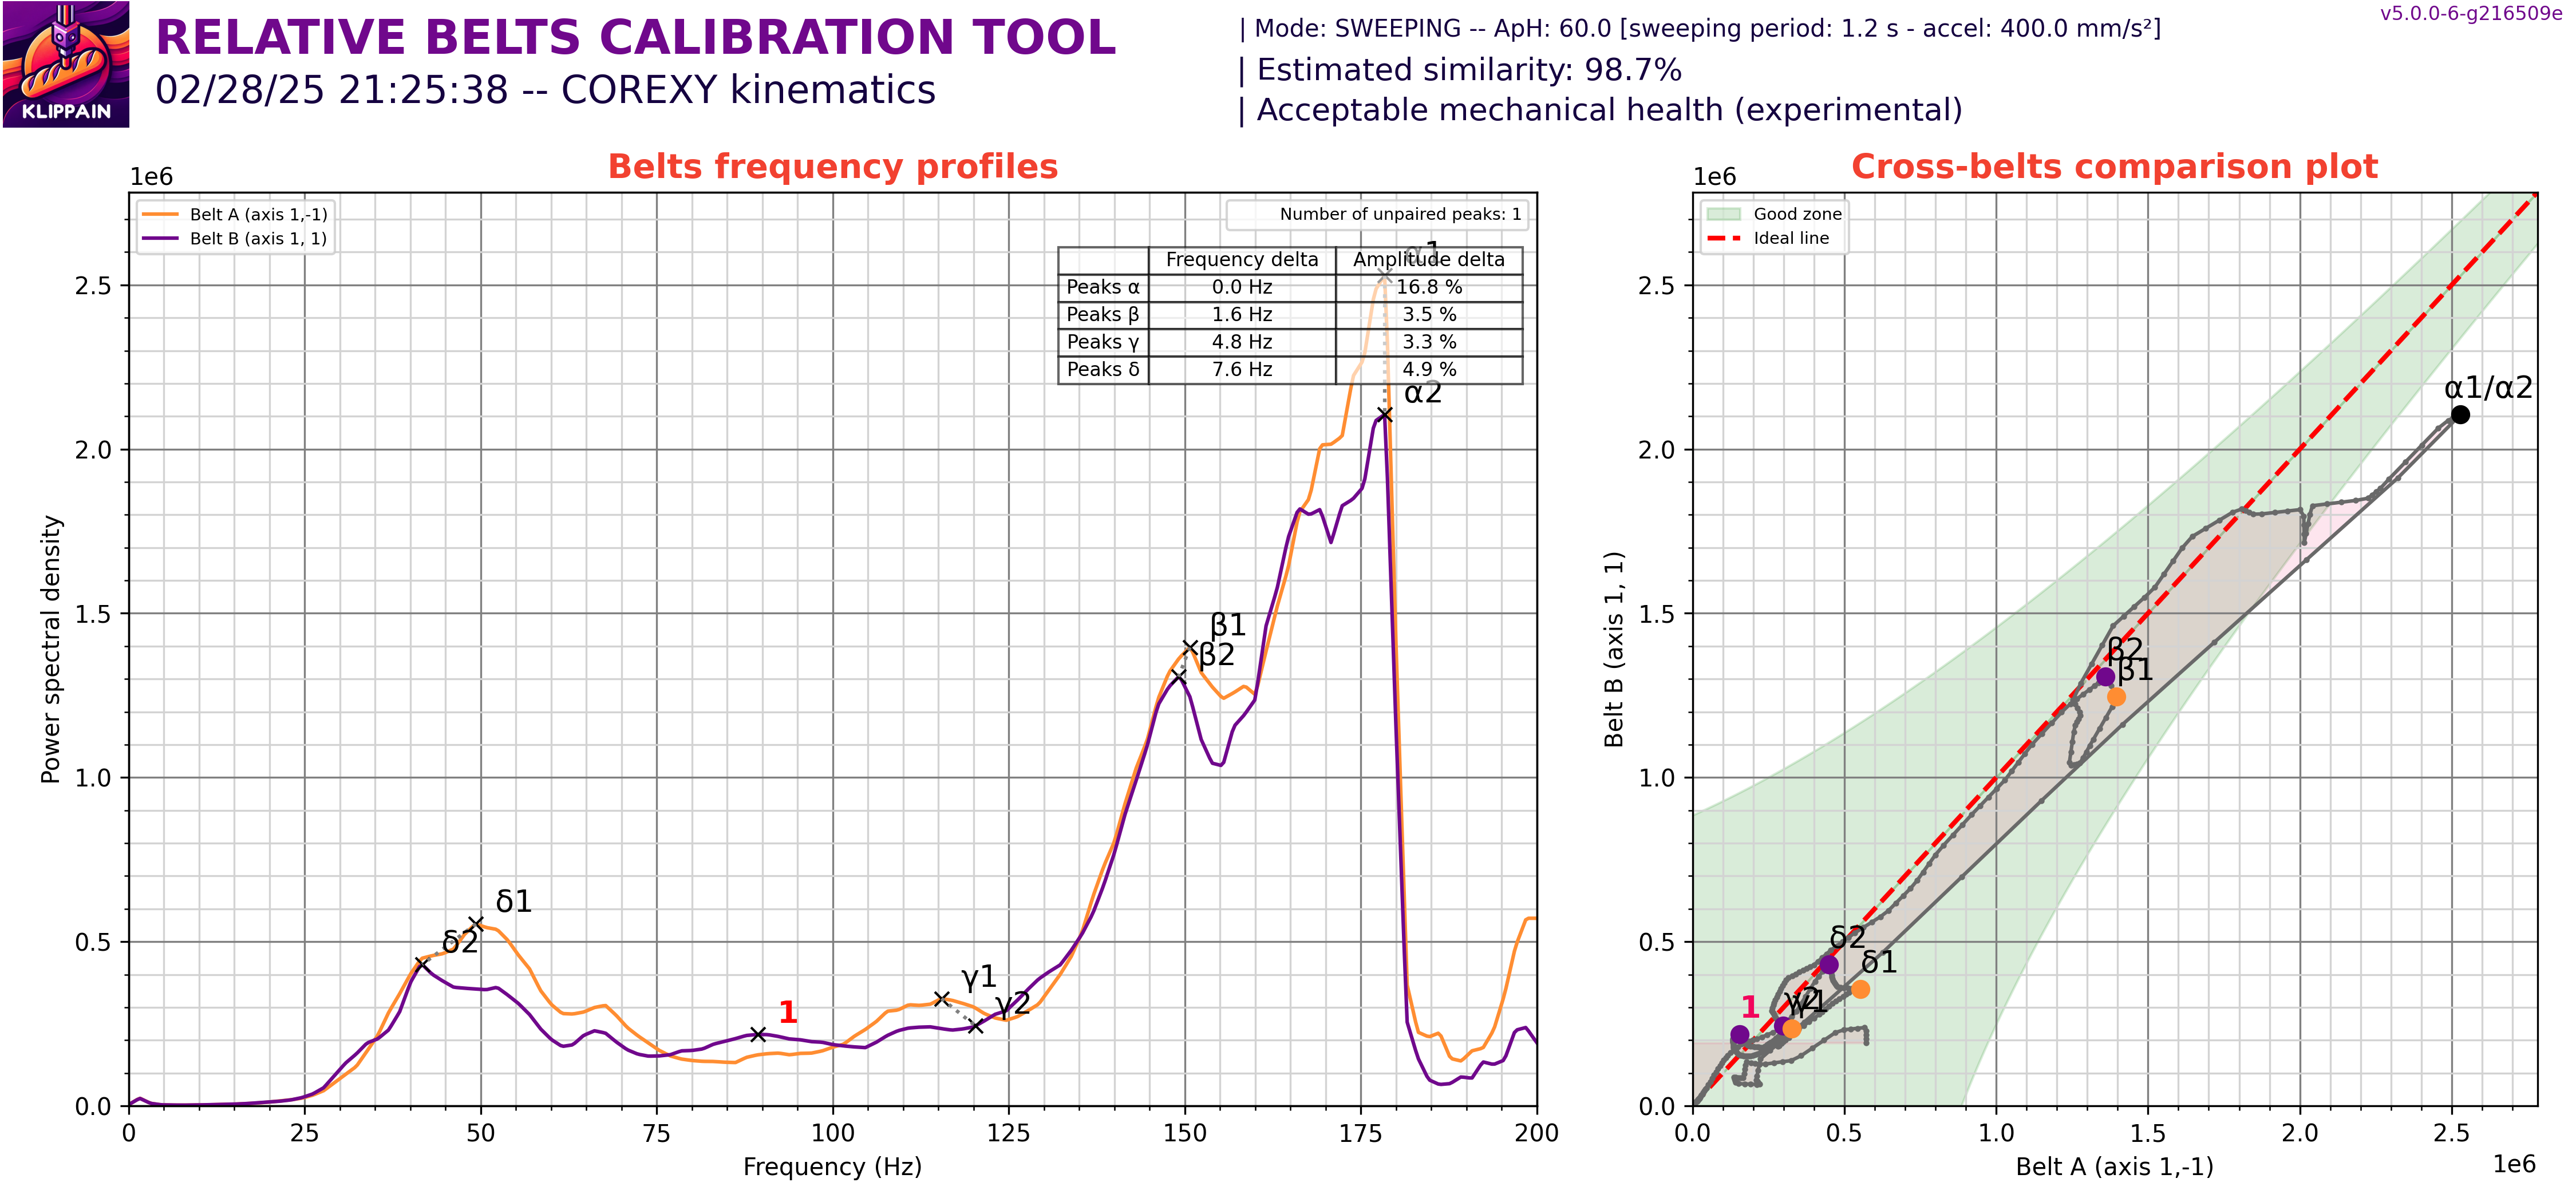 KLIPPAIN
RELATIVE BELTS CALIBRATION TOOL
02/28/25 21:25:38 -- COREXY kinematics
| Mode: SWEEPING -- ApH: 60.0 [sweeping period: 1.2 s - accel: 400.0 mm/s²]
| Estimated similarity: 98.7%
| Acceptable mechanical health (experimental)
v5.0.0-6-g216509e
Belts frequency profiles
1e6
Belt A (axis 1,-1)
Belt B (axis 1, 1)
Number of unpaired peaks: 1
Frequency delta Amplitude delta
Peaks α 0.0 Hz 16.8 %
Peaks β 1.6 Hz 3.5 %
Peaks γ 4.8 Hz 3.3 %
Peaks δ 7.6 Hz 4.9 %
α1
α2
β1
β2
δ1
δ2
γ1
γ2
1
Power spectral density
2.5
2.0
1.5
1.0
0.5
0.0
0 25 50 75 100 125 150 175 200
Frequency (Hz)
Cross-belts comparison plot
1e6
Good zone
Ideal line
α1/α2
β2
β1
δ2
δ1
γ2
γ1
1
Belt B (axis 1, 1)
2.5
2.0
1.5
1.0
0.5
0.0
0.0 0.5 1.0 1.5 2.0 2.5
Belt A (axis 1,-1)
1e6